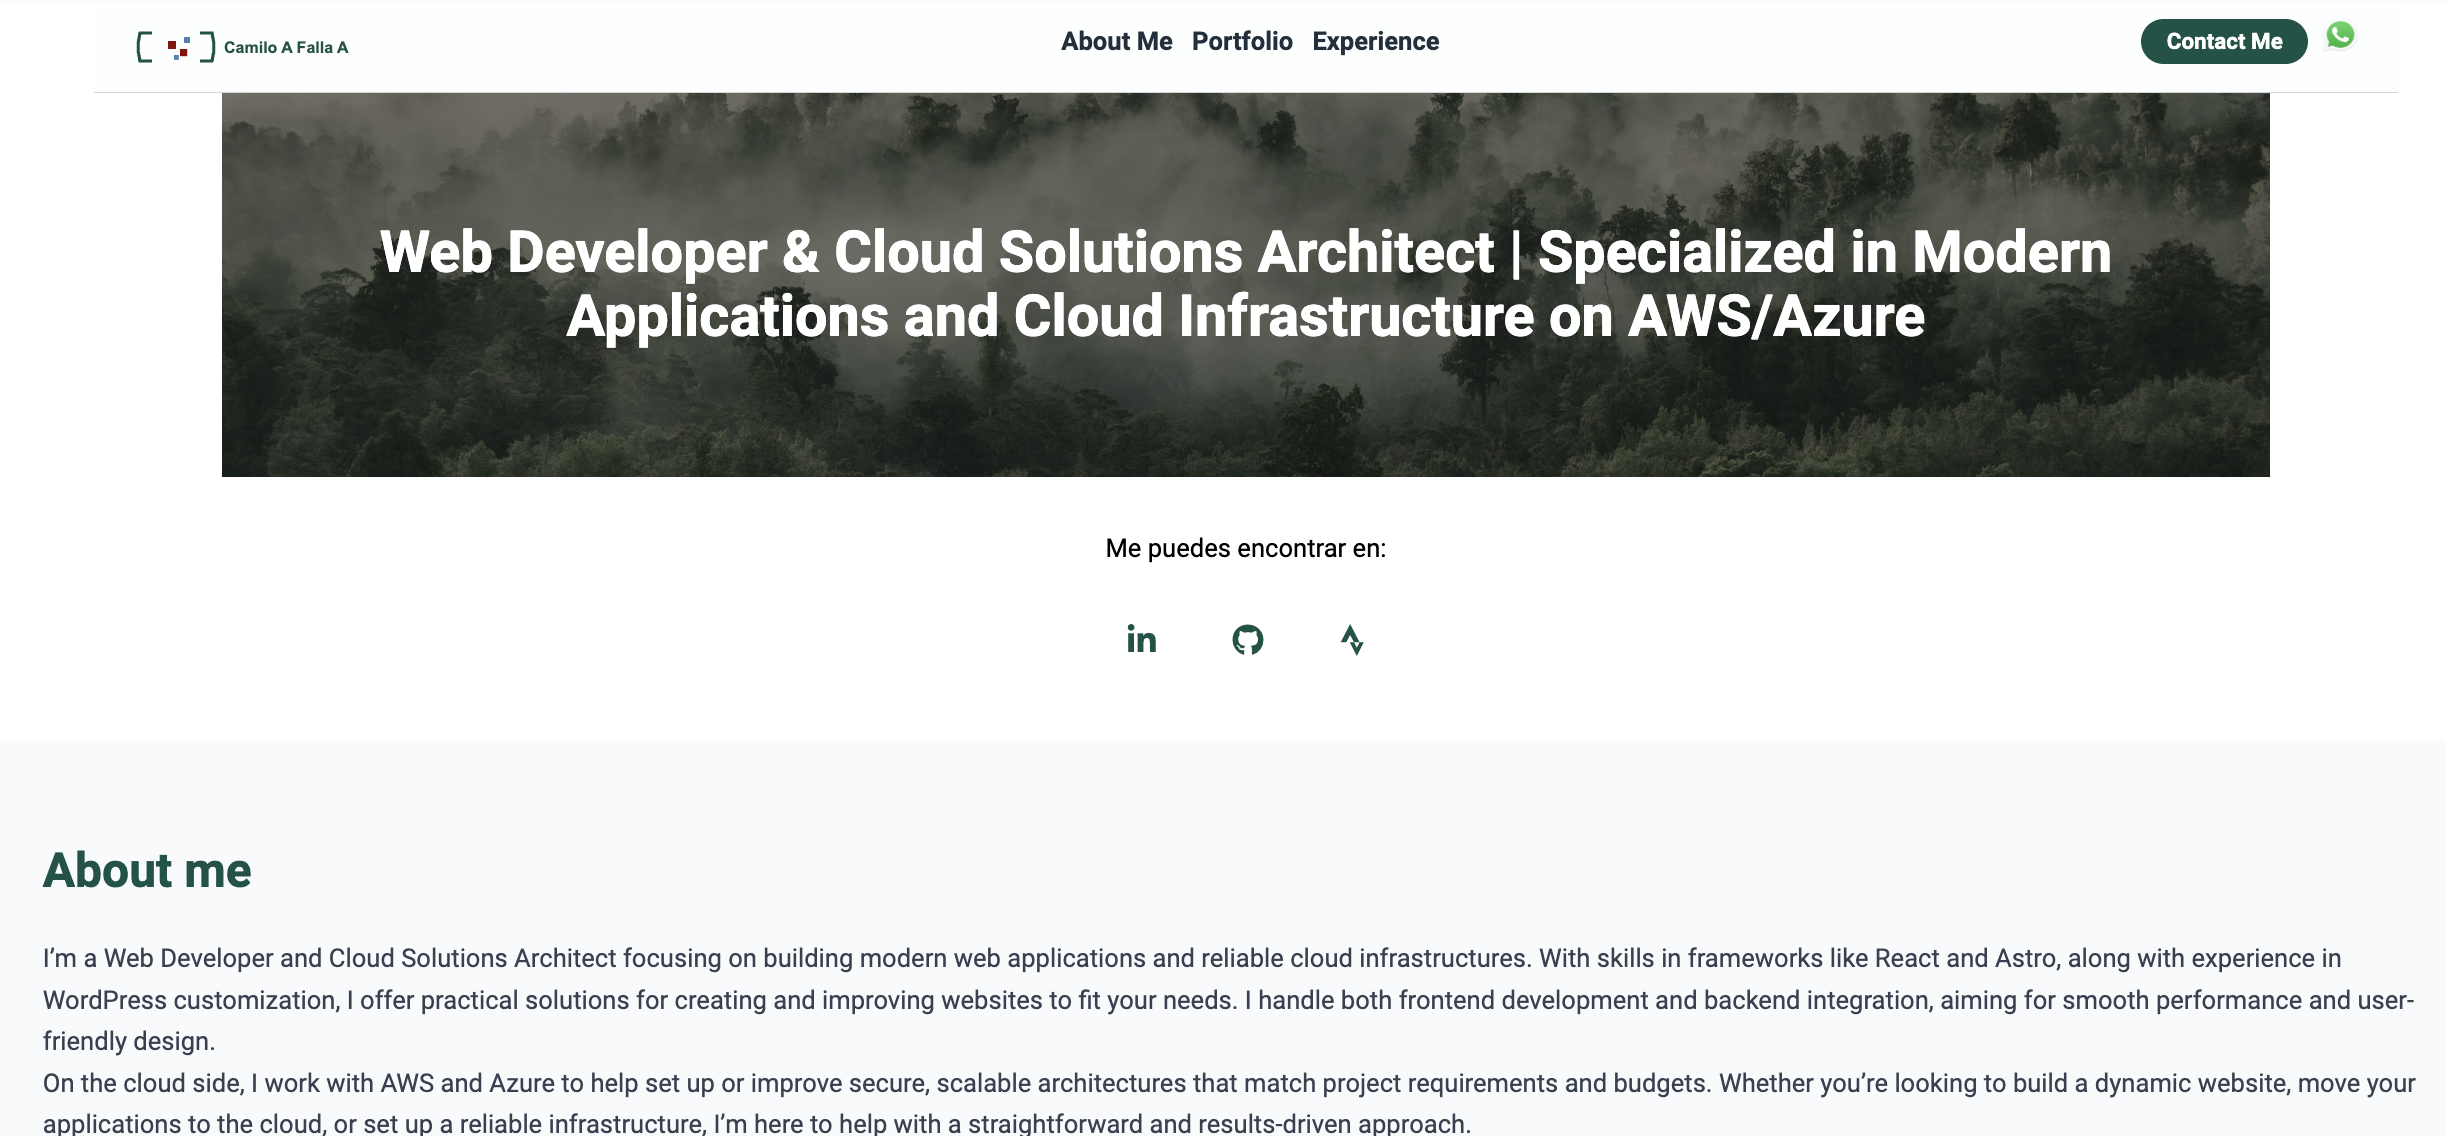 Camilo A Falla A
About Me Portfolio Experience
Contact Me
Web Developer & Cloud Solutions Architect | Specialized in Modern
Applications and Cloud Infrastructure on AWS/Azure
Me puedes encontrar en:
in
About me
I’m a Web Developer and Cloud Solutions Architect focusing on building modern web applications and reliable cloud infrastructures. With skills in frameworks like React and Astro, along with experience in
WordPress customization, I offer practical solutions for creating and improving websites to fit your needs. I handle both frontend development and backend integration, aiming for smooth performance and user-
friendly design.
On the cloud side, I work with AWS and Azure to help set up or improve secure, scalable architectures that match project requirements and budgets. Whether you’re looking to build a dynamic website, move your
applications to the cloud, or set up a reliable infrastructure, I’m here to help with a straightforward and results-driven approach.